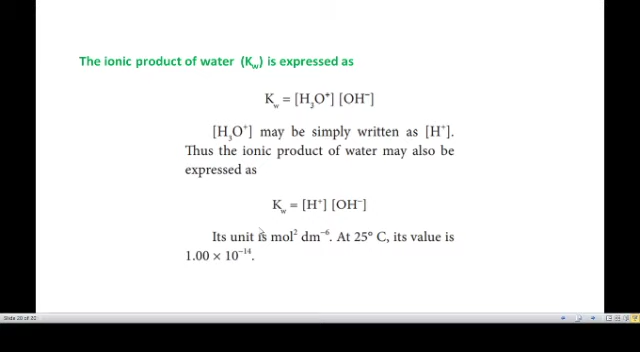 The ionic product of water (Kw) is expressed as
Kw = [H3O⁺] [OH⁻]
[H3O⁺] may be simply written as [H⁺].
Thus the ionic product of water may also be
expressed as
Kw = [H⁺] [OH⁻]
Its unit is mol² dm⁻⁶. At 25° C, its value is
1.00 × 10⁻¹⁴.
Slide 20 of 20